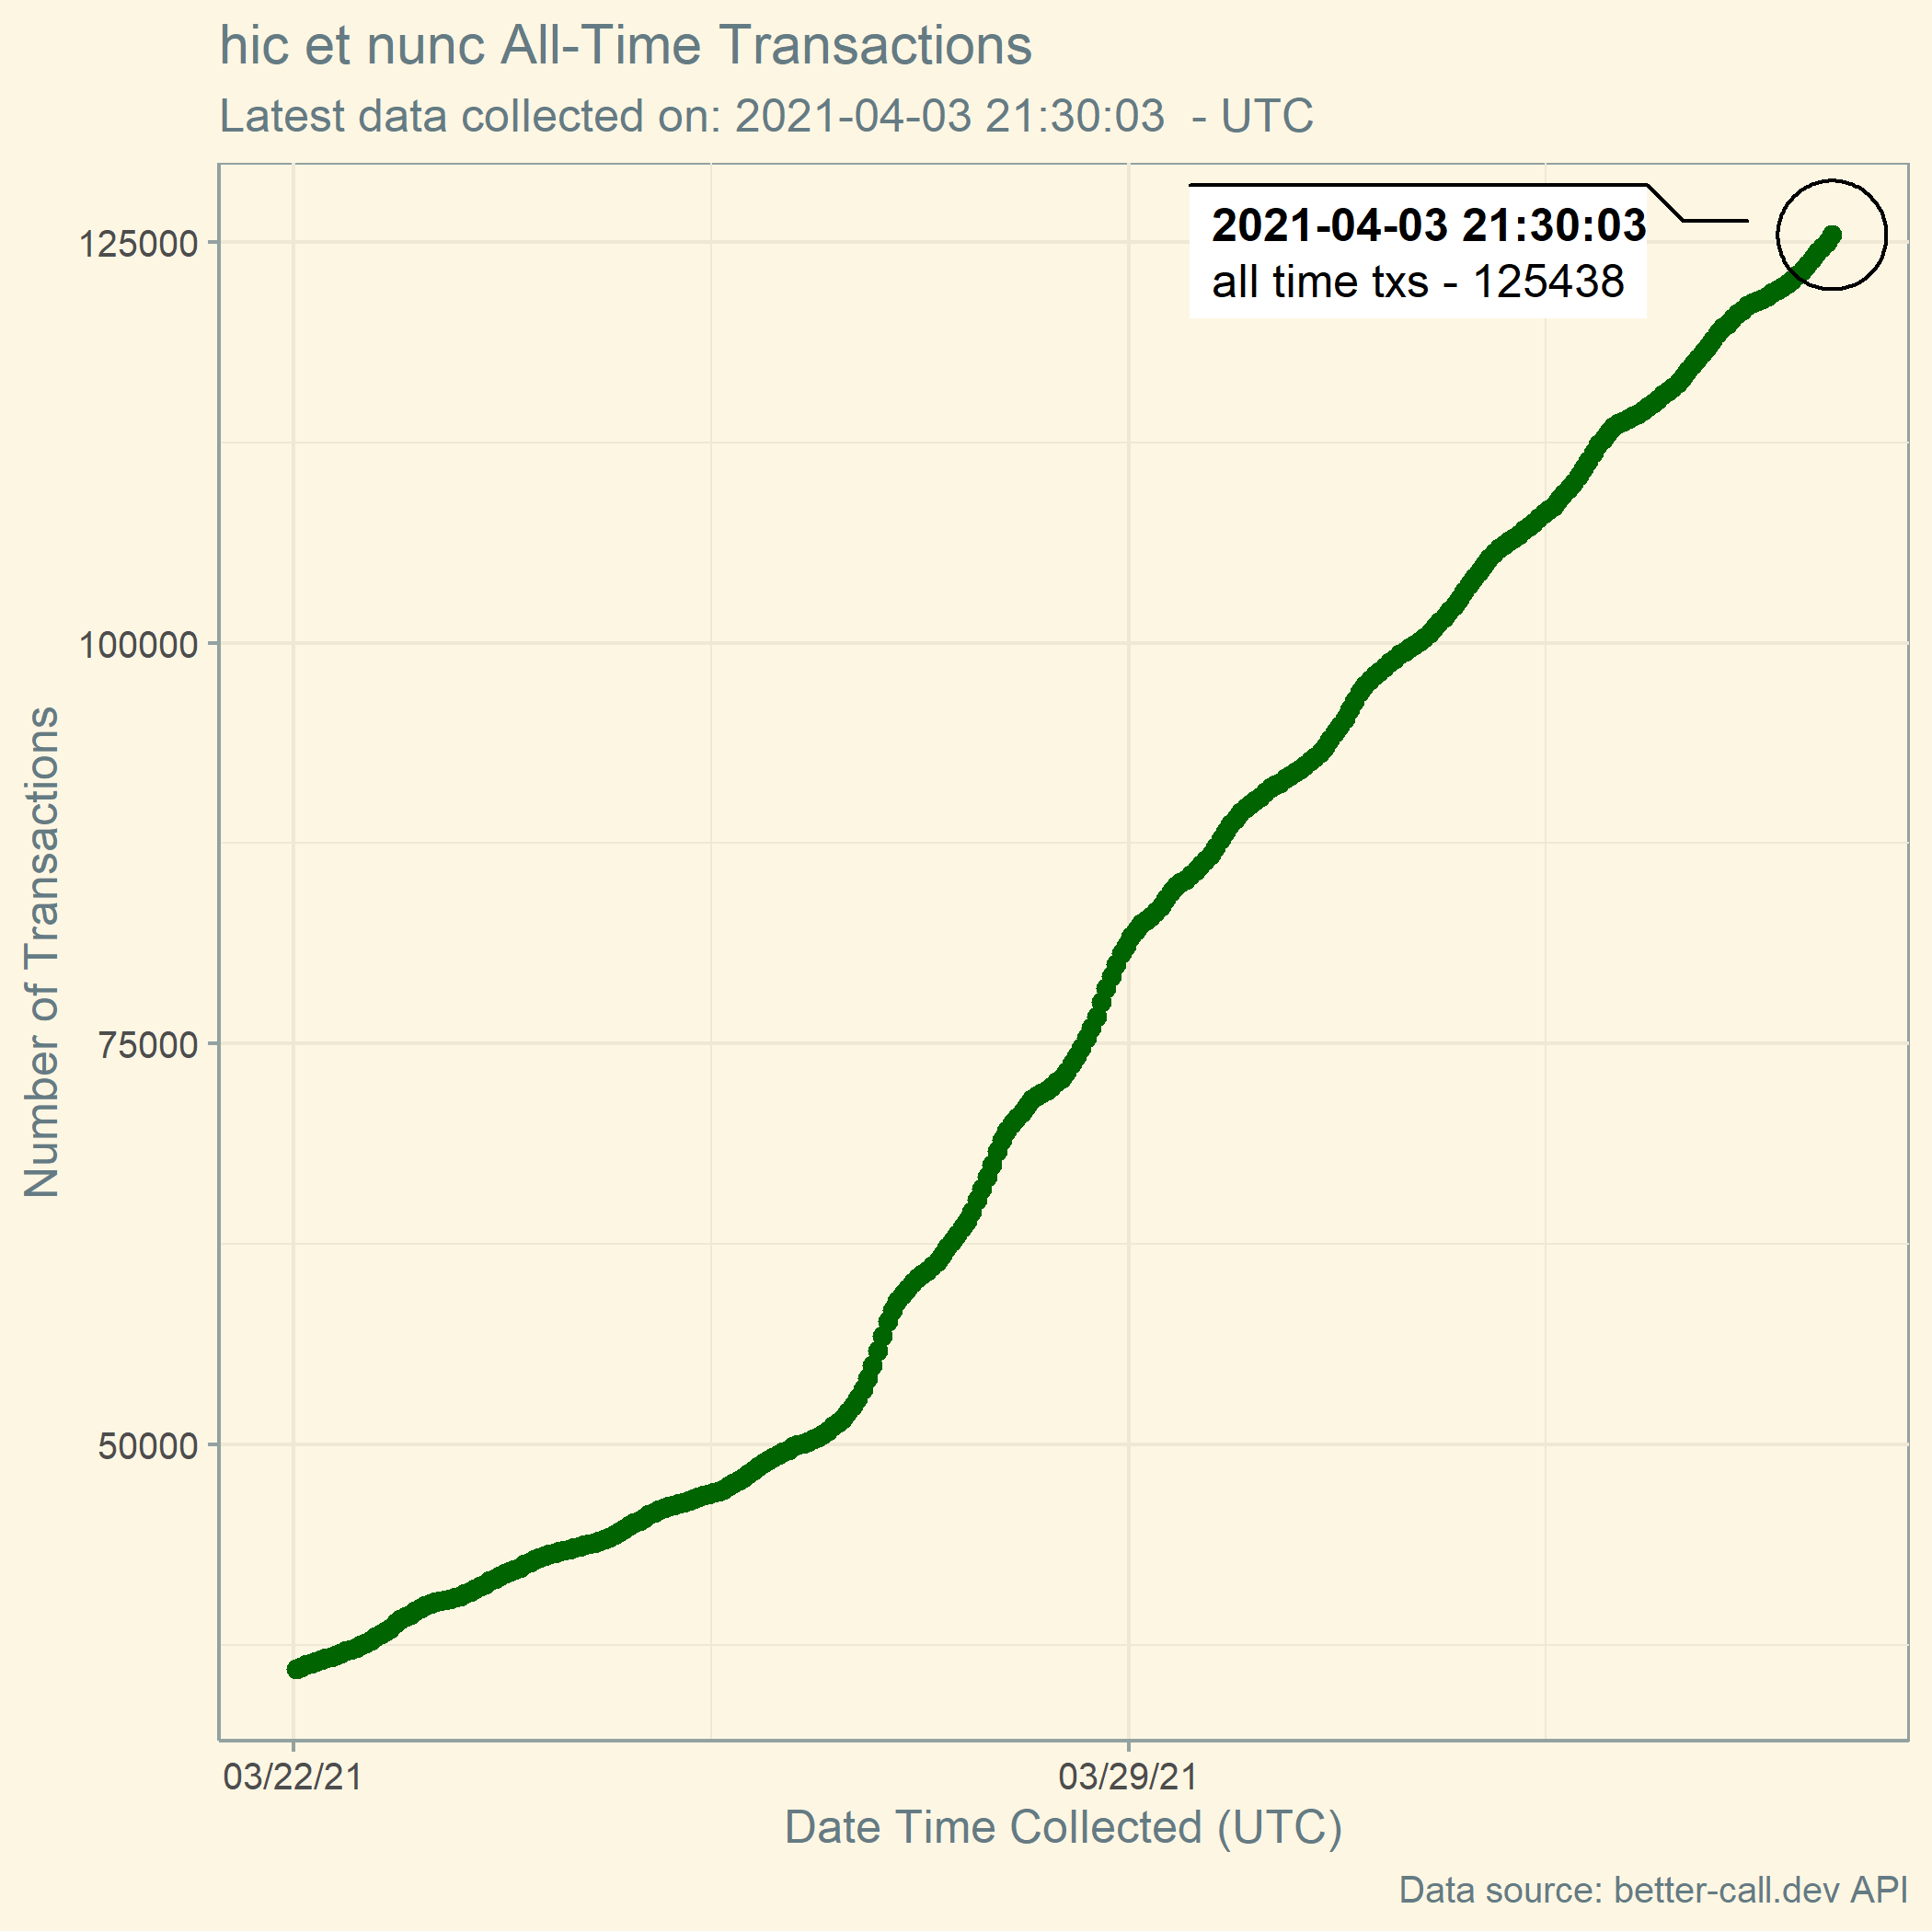 hic et nunc All-Time Transactions
Latest data collected on: 2021-04-03 21:30:03  - UTC
2021-04-03 21:30:03
all time txs - 125438
125000
100000
75000
50000
Number of Transactions
03/22/21
03/29/21
Date Time Collected (UTC)
Data source: better-call.dev API